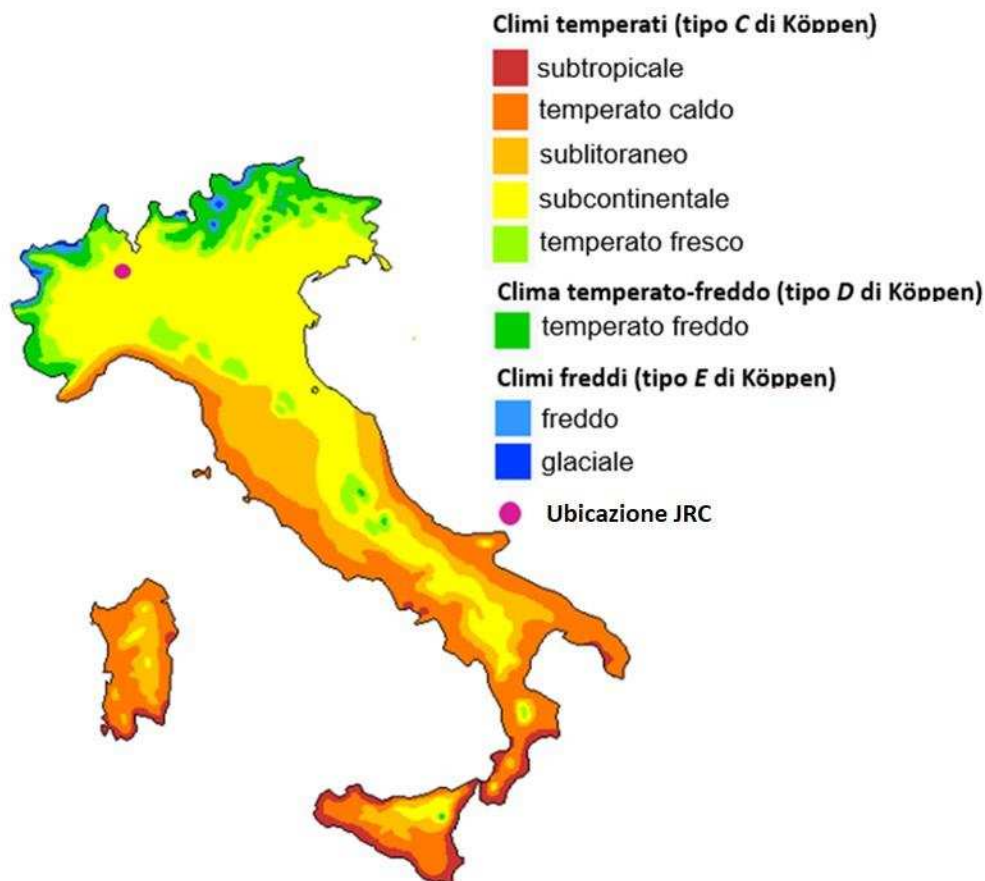 Climi temperati (tipo C di Köppen)
subtropicale
temperato caldo
sublitoraneo
subcontinentale
temperato fresco
Clima temperato-freddo (tipo D di Köppen)
temperato freddo
Climi freddi (tipo E di Köppen)
freddo
glaciale
Ubicazione JRC